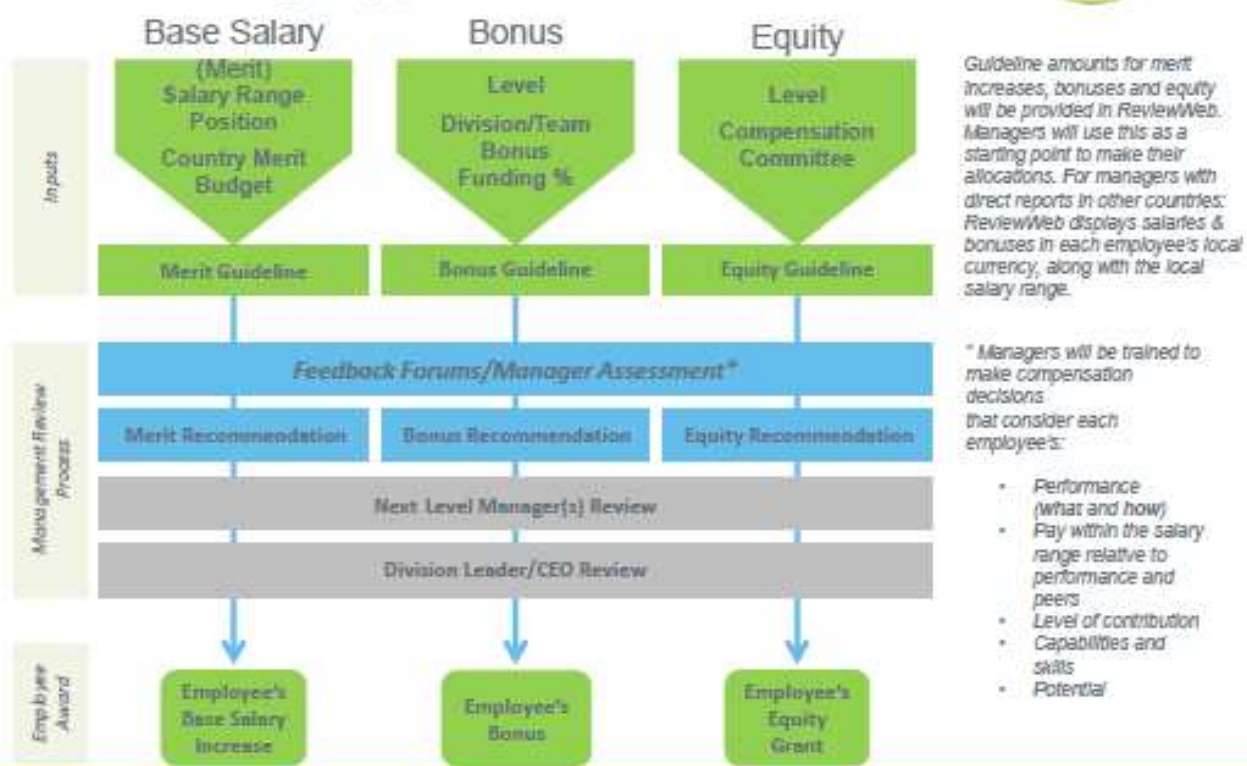 Base Salary
Bonus
Equity
Inputs
(Merit)
Salary Range
Position
Country Merit
Budget
Level
Division/Team
Bonus
Funding %
Level
Compensation
Committee
Merit Guideline
Bonus Guideline
Equity Guideline
Guideline amounts for merit
increases, bonuses and equity
will be provided in ReviewWeb.
Managers will use this as a
starting point to make their
allocations. For managers with
direct reports in other countries:
ReviewWeb displays salaries &
bonuses in each employee's local
currency, along with the local
salary range.
Management Review
Process
Feedback Forums/Manager Assessment*
Merit Recommendation
Bonus Recommendation
Equity Recommendation
Next Level Manager(s) Review
Division Leader/CEO Review
* Managers will be trained to
make compensation
decisions
that consider each
employee's:
• Performance
(what and how)
• Pay within the salary
range relative to
performance and
peers
• Level of contribution
• Capabilities and
skills
• Potential
Employee
Award
Employee's
Base Salary
Increase
Employee's
Bonus
Employee's
Equity
Grant